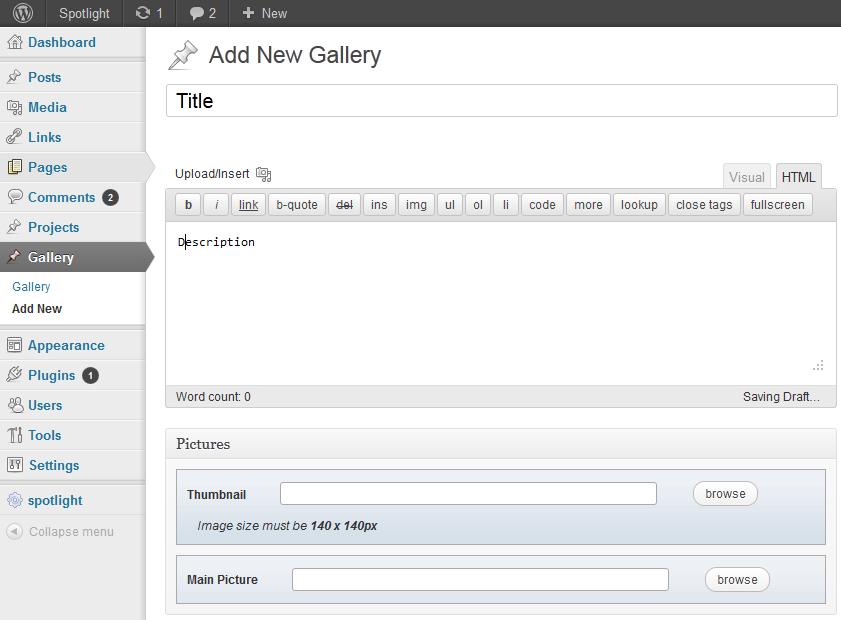 Spotlight 1 2 New
Dashboard
Posts
Media
Links
Pages
Comments 2
Projects
Gallery
Gallery
Add New
Appearance
Plugins 1
Users
Tools
Settings
spotlight
Collapse menu
Add New Gallery
Title
Upload/Insert
Visual HTML
b i link b-quote del ins img ul ol li code more lookup close tags fullscreen
Description
Word count: 0 Saving Draft...
Pictures
Thumbnail browse
Image size must be 140 x 140px
Main Picture browse